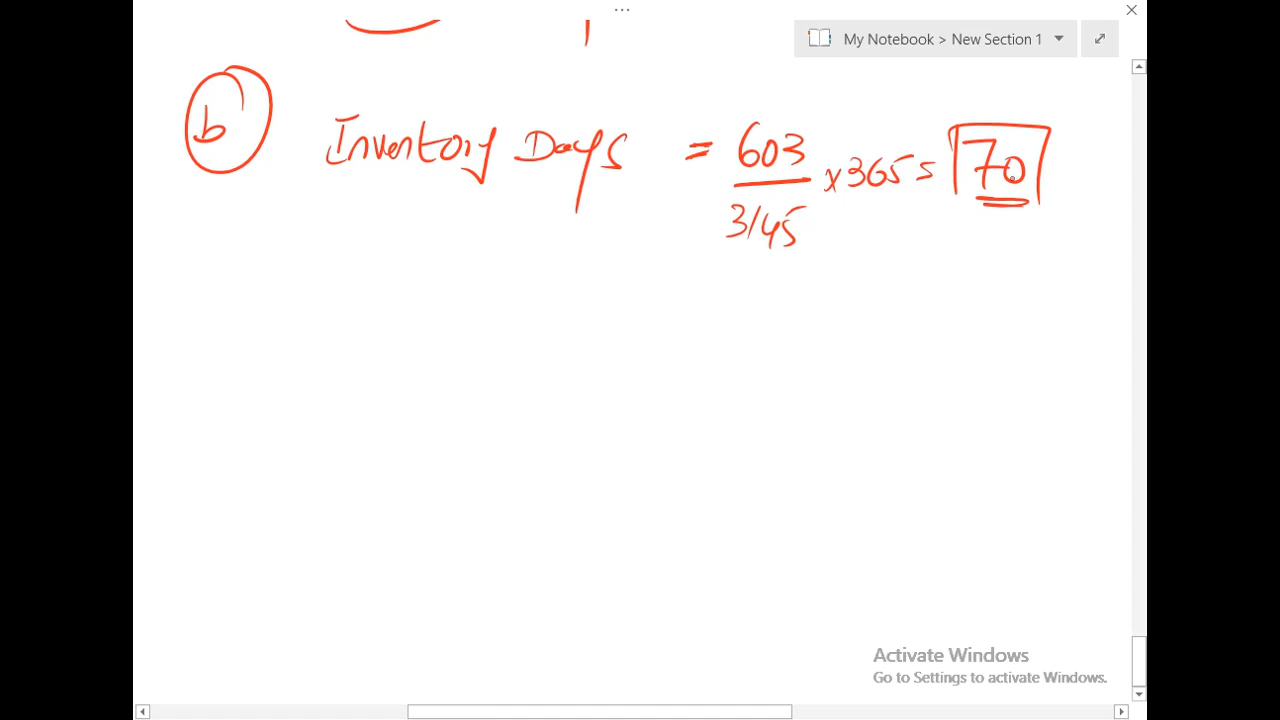 My Notebook > New Section 1
b
Inventory Days = 603/3145 x 365 = 70
Activate Windows
Go to Settings to activate Windows.